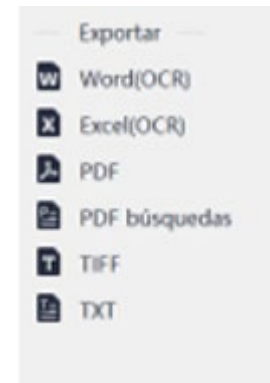 Exportar
Word(OCR)
Excel(OCR)
PDF
PDF búsquedas
TIFF
TXT